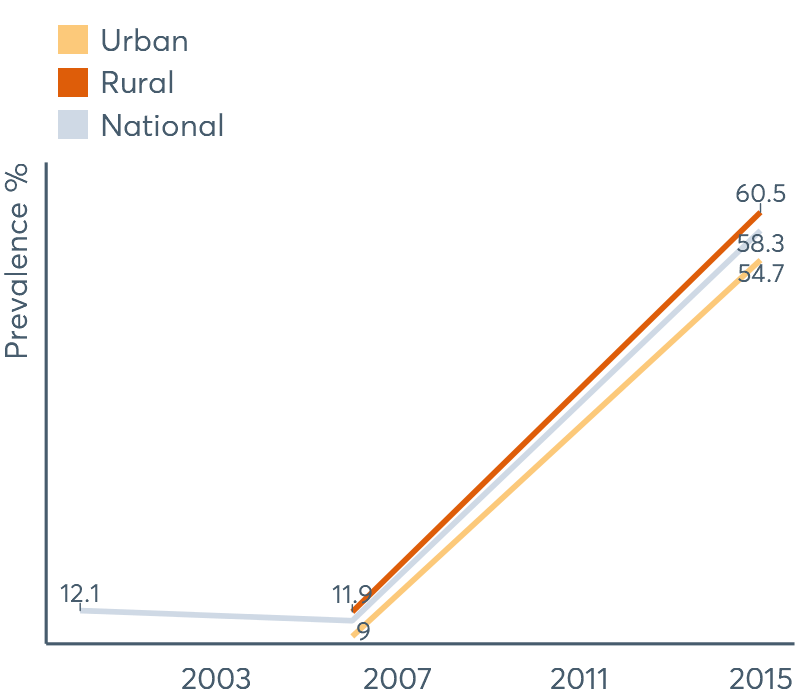 Urban
Rural
National
Prevalence %
60.5
58.3
54.7
12.1
11.9
9
2003
2007
2011
2015